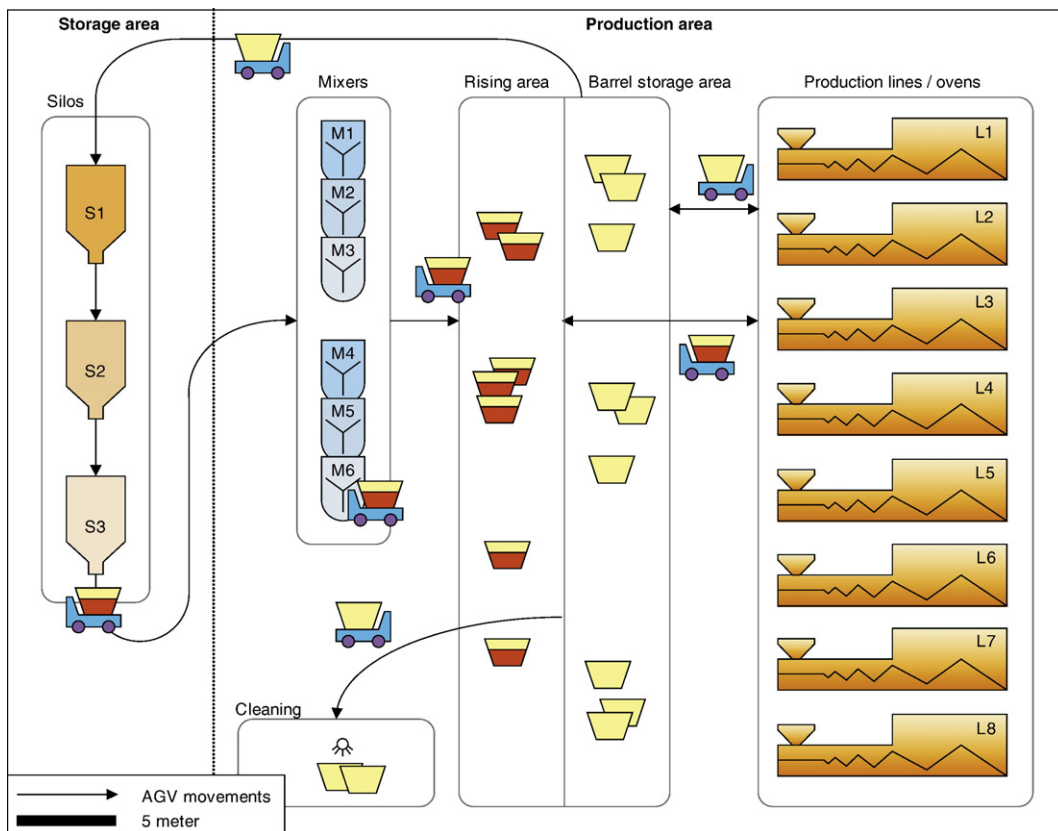 Storage area
Production area
Silos
Mixers
Rising area
Barrel storage area
Production lines / ovens
S1
S2
S3
M1
M2
M3
M4
M5
M6
L1
L2
L3
L4
L5
L6
L7
L8
Cleaning
AGV movements
5 meter